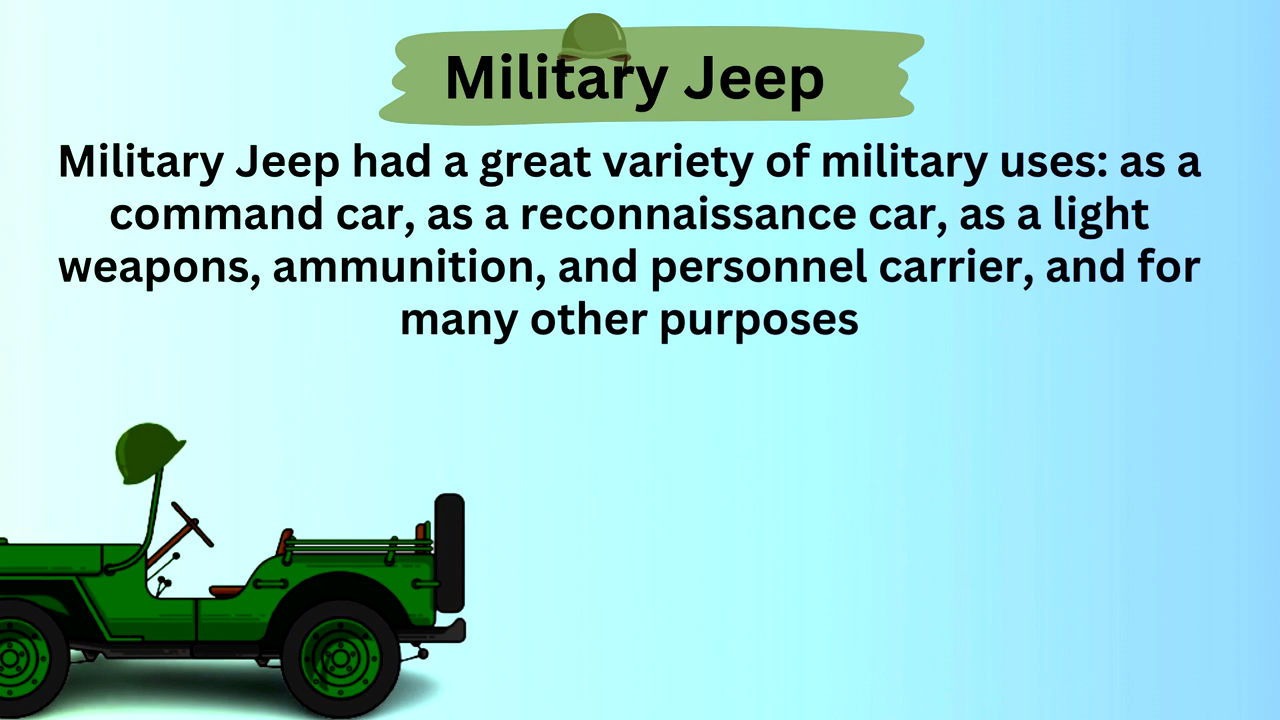 Military Jeep
Military Jeep had a great variety of military uses: as a
command car, as a reconnaissance car, as a light
weapons, ammunition, and personnel carrier, and for
many other purposes